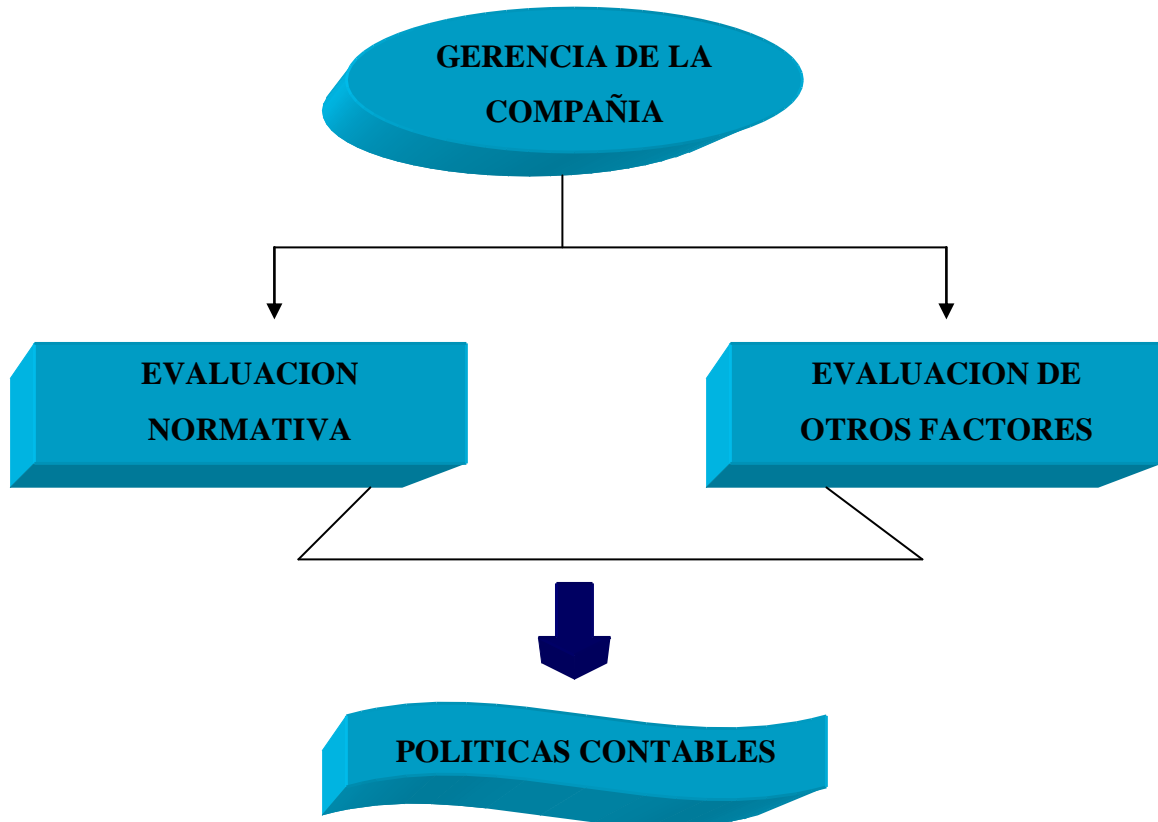 GERENCIA DE LA
COMPAÑIA
EVALUACION
NORMATIVA
EVALUACION DE
OTROS FACTORES
POLITICAS CONTABLES